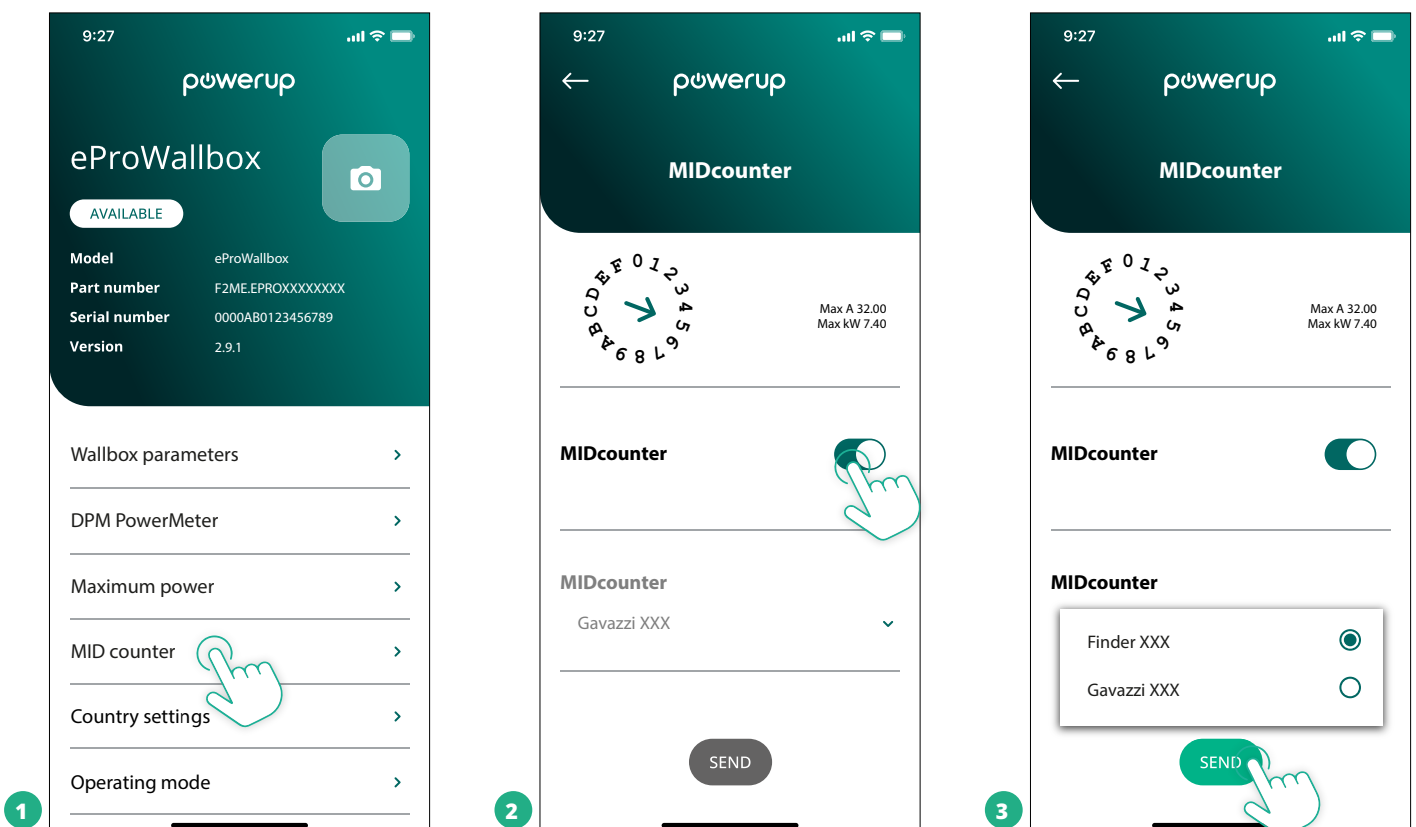 9:27
powerup
eProWallbox
AVAILABLE
Model eProWallbox
Part number F2ME.EPROXXXXXXXX
Serial number 0000AB0123456789
Version 2.9.1
Wallbox parameters
DPM PowerMeter
Maximum power
MID counter
Country settings
Operating mode
1
9:27
powerup
MIDcounter
0 1 2 3 4 5 6 7 8 9 A B C D E F
Max A 32.00
Max kW 7.40
MIDcounter
MIDcounter
Gavazzi XXX
SEND
2
9:27
powerup
MIDcounter
0 1 2 3 4 5 6 7 8 9 A B C D E F
Max A 32.00
Max kW 7.40
MIDcounter
MIDcounter
Finder XXX
Gavazzi XXX
SEND
3